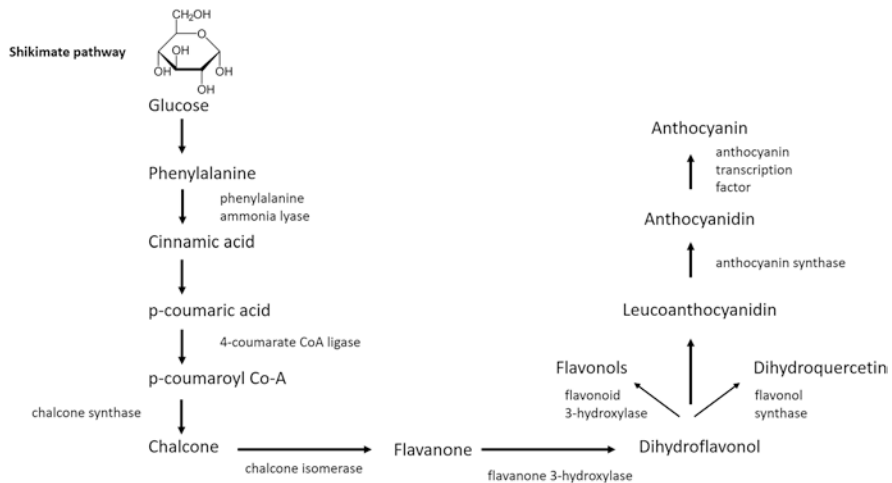 CH₂OH
O
Shikimate pathway
OH
OH
OH
OH
Glucose
Phenylalanine
phenylalanine
ammonia lyase
Cinnamic acid
p-coumaric acid
4-coumarate CoA ligase
p-coumaroyl Co-A
chalcone synthase
Chalcone
chalcone isomerase
Flavanone
flavanone 3-hydroxylase
Dihydroflavonol
Flavonols
flavonoid
3-hydroxylase
Dihydroquercetin
flavonol
synthase
Leucoanthocyanidin
anthocyanin synthase
Anthocyanidin
anthocyanin
transcription
factor
Anthocyanin